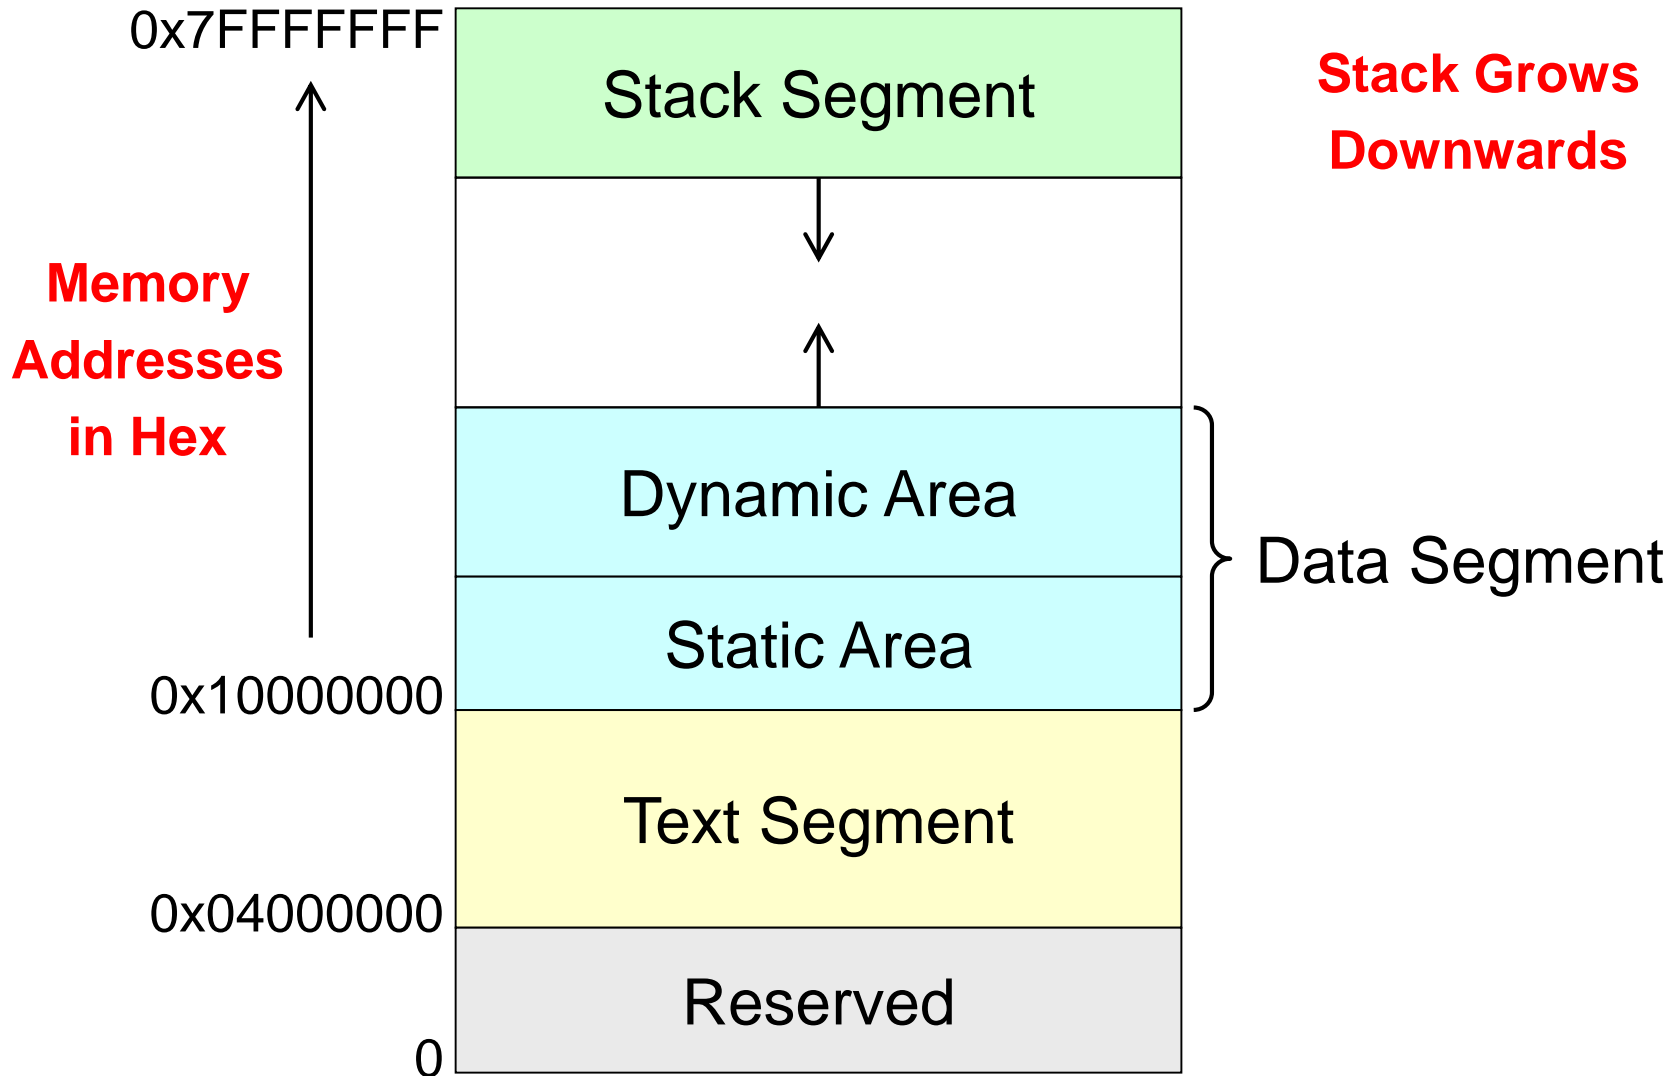 0x7FFFFFFF
Stack Segment
Stack Grows
Downwards
Memory
Addresses
in Hex
Dynamic Area
Data Segment
Static Area
0x10000000
Text Segment
0x04000000
Reserved
0